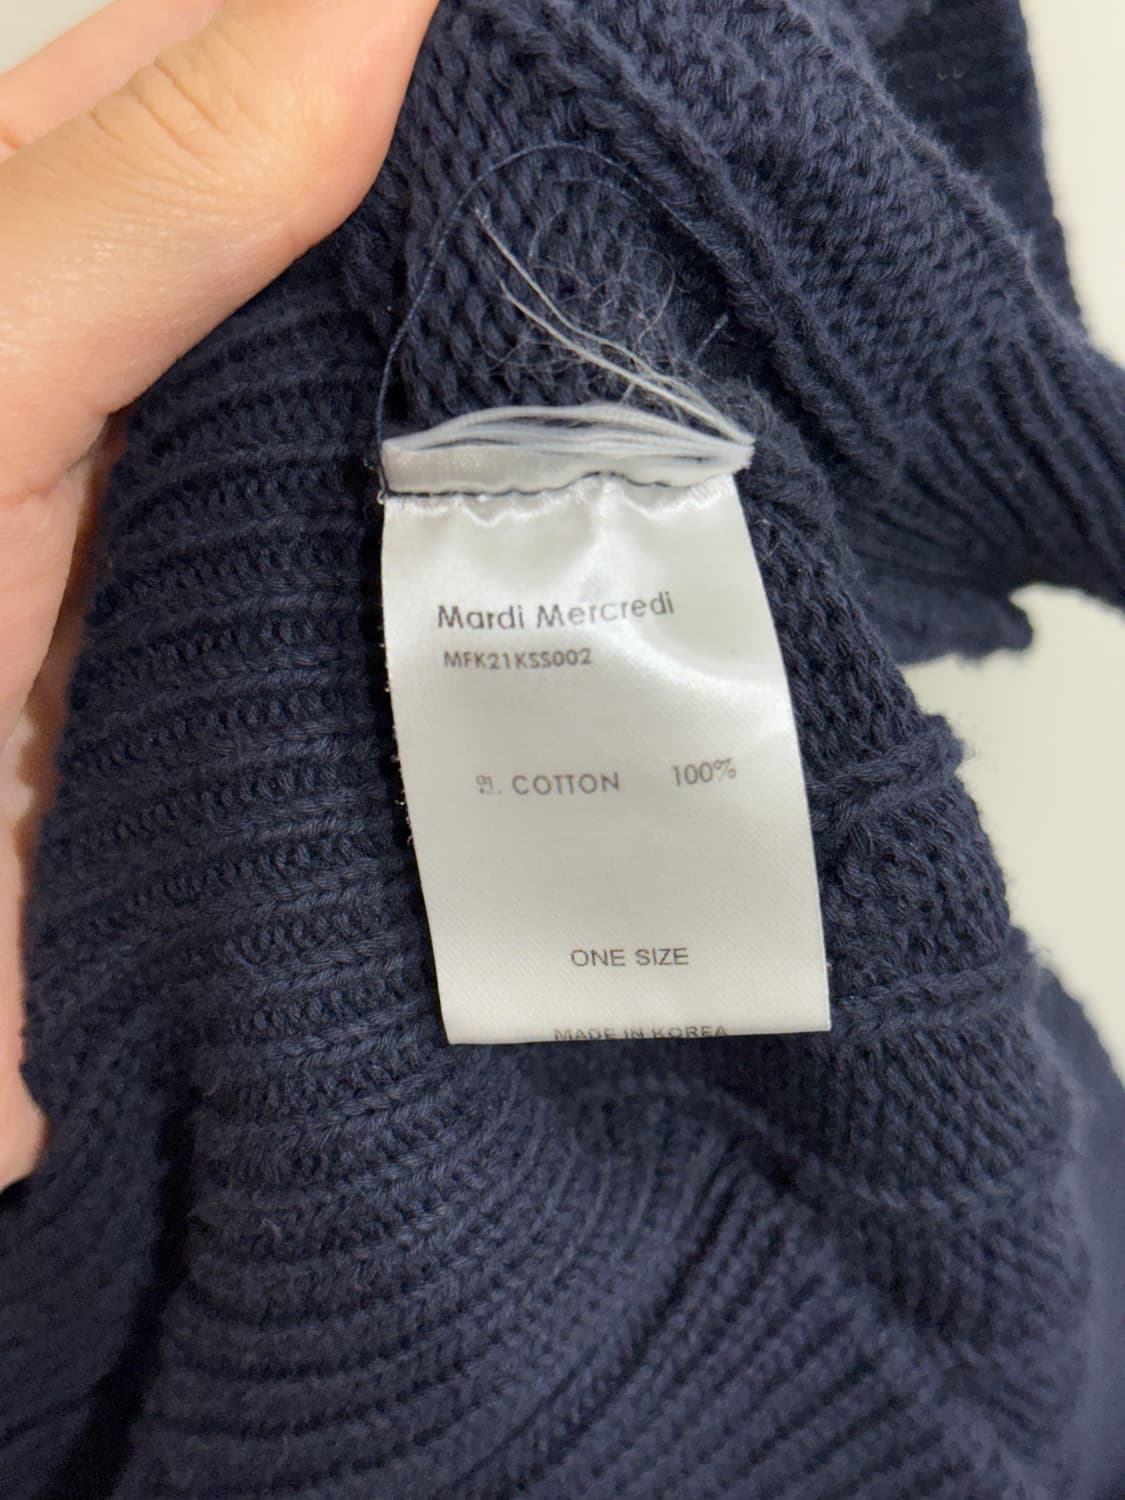 Mardi Mercredi
MFK21KSS002
면. COTTON 100%
ONE SIZE
MADE IN KOREA